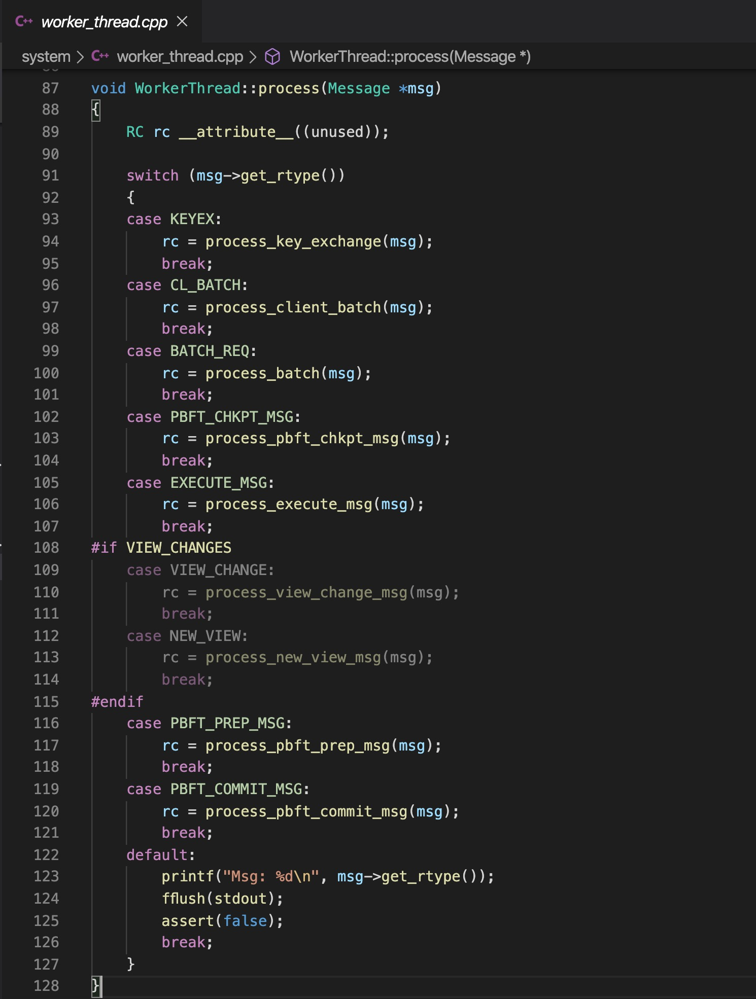 C++ worker_thread.cpp ×
system > C++ worker_thread.cpp > WorkerThread::process(Message *)
87 void WorkerThread::process(Message *msg)
88 {
89     RC rc __attribute__((unused));
90
91     switch (msg->get_rtype())
92     {
93     case KEYEX:
94         rc = process_key_exchange(msg);
95         break;
96     case CL_BATCH:
97         rc = process_client_batch(msg);
98         break;
99     case BATCH_REQ:
100         rc = process_batch(msg);
101         break;
102     case PBFT_CHKPT_MSG:
103         rc = process_pbft_chkpt_msg(msg);
104         break;
105     case EXECUTE_MSG:
106         rc = process_execute_msg(msg);
107         break;
108 #if VIEW_CHANGES
109     case VIEW_CHANGE:
110         rc = process_view_change_msg(msg);
111         break;
112     case NEW_VIEW:
113         rc = process_new_view_msg(msg);
114         break;
115 #endif
116     case PBFT_PREP_MSG:
117         rc = process_pbft_prep_msg(msg);
118         break;
119     case PBFT_COMMIT_MSG:
120         rc = process_pbft_commit_msg(msg);
121         break;
122     default:
123         printf("Msg: %d\n", msg->get_rtype());
124         fflush(stdout);
125         assert(false);
126         break;
127     }
128 }